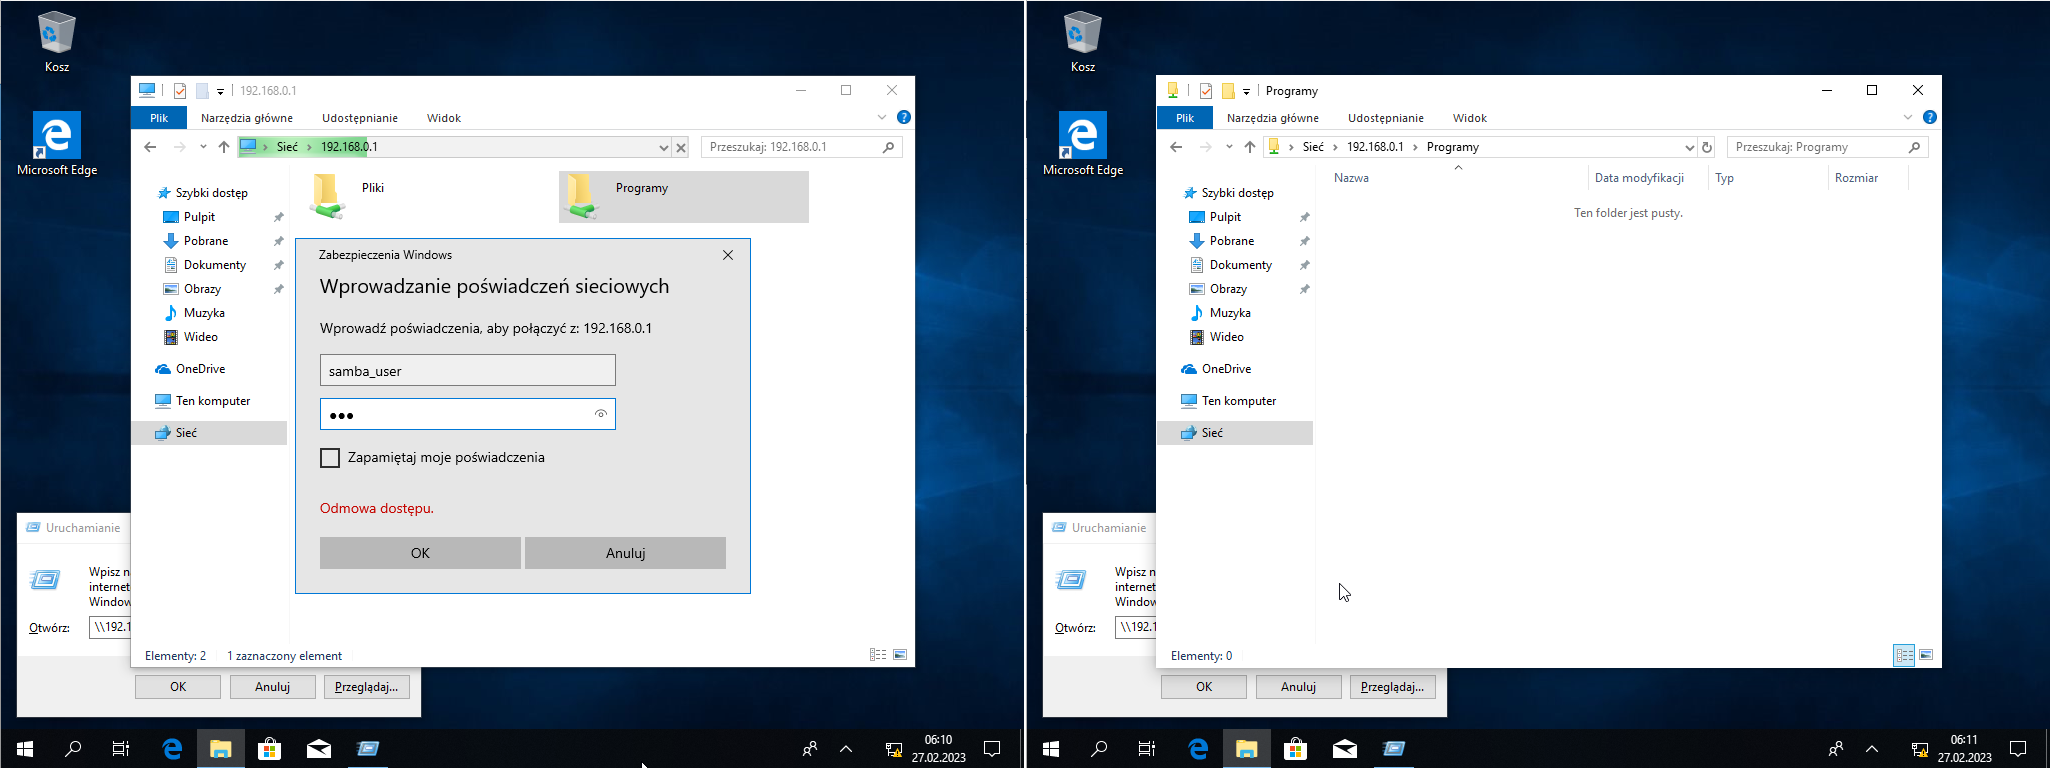 Kosz
Microsoft Edge
192.168.0.1
Plik
Narzędzia główne
Udostępnianie
Widok
Sieć
192.168.0.1
Przeszukaj: 192.168.0.1
Szybki dostęp
Pulpit
Pobrane
Dokumenty
Obrazy
Muzyka
Wideo
OneDrive
Ten komputer
Sieć
Pliki
Programy
Zabezpieczenia Windows
Wprowadzanie poświadczeń sieciowych
Wprowadź poświadczenia, aby połączyć z: 192.168.0.1
samba_user
Zapamiętaj moje poświadczenia
Odmowa dostępu.
OK
Anuluj
Elementy: 2
1 zaznaczony element
Uruchamianie
Wpisz n
internet
Window
Otwórz:
\\192.1
OK
Anuluj
Przeglądaj...
06:10
27.02.2023
Kosz
Microsoft Edge
Programy
Plik
Narzędzia główne
Udostępnianie
Widok
Sieć
192.168.0.1
Programy
Przeszukaj: Programy
Szybki dostęp
Pulpit
Pobrane
Dokumenty
Obrazy
Muzyka
Wideo
OneDrive
Ten komputer
Sieć
Nazwa
Data modyfikacji
Typ
Rozmiar
Ten folder jest pusty.
Elementy: 0
Uruchamianie
Wpisz n
internet
Window
Otwórz:
\\192.1
OK
Anuluj
Przeglądaj...
06:11
27.02.2023